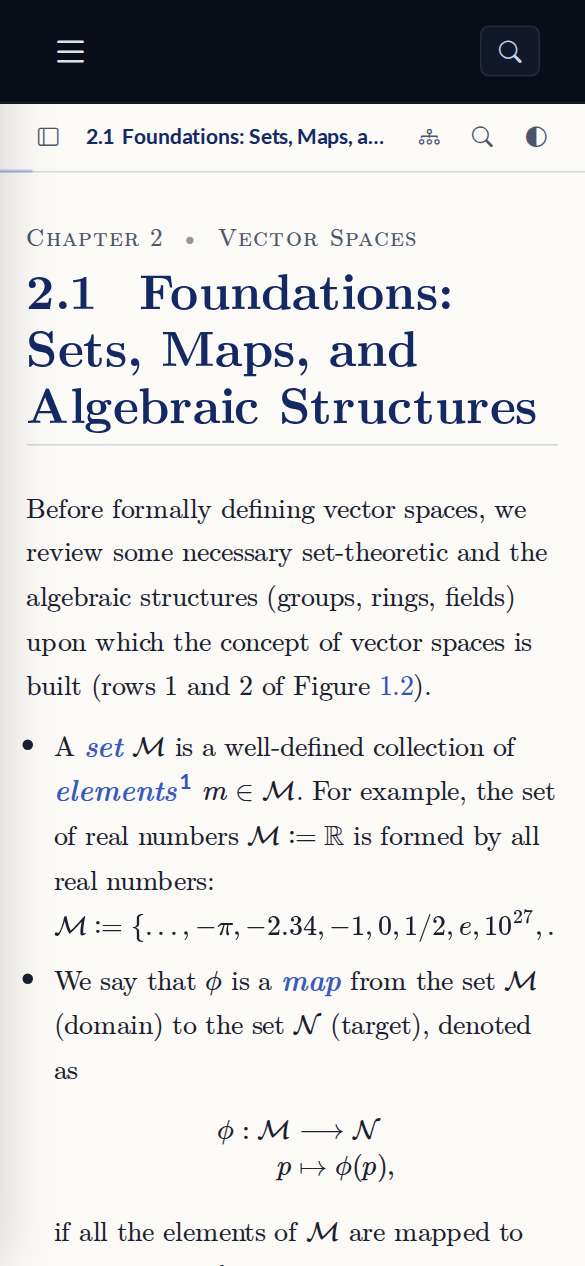 2.1 Foundations: Sets, Maps, a...
CHAPTER 2 • VECTOR SPACES
2.1 Foundations:
Sets, Maps, and
Algebraic Structures
Before formally defining vector spaces, we
review some necessary set-theoretic and the
algebraic structures (groups, rings, fields)
upon which the concept of vector spaces is
built (rows 1 and 2 of Figure 1.2).
• A set ℳ is a well-defined collection of
elements¹ m ∈ ℳ. For example, the set
of real numbers ℳ := ℝ is formed by all
real numbers:
ℳ := {…, −π, −2.34, −1, 0, 1/2, e, 10²⁷, .
• We say that ϕ is a map from the set ℳ
(domain) to the set 𝒩 (target), denoted
as
ϕ : ℳ ⟶ 𝒩
p ↦ ϕ(p),
if all the elements of ℳ are mapped to